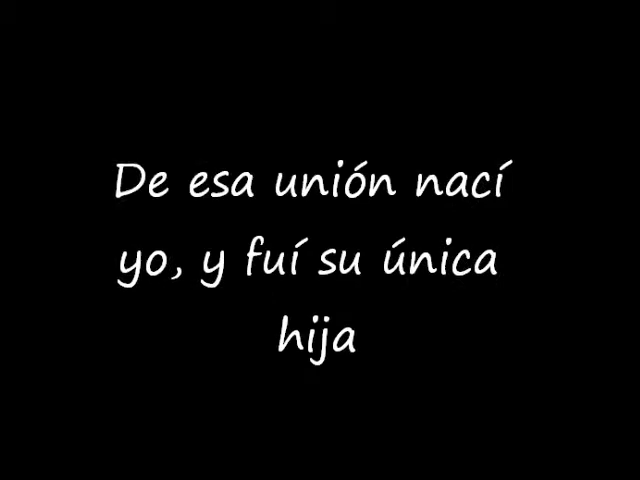 De esa unión nací
yo, y fuí su única
hija